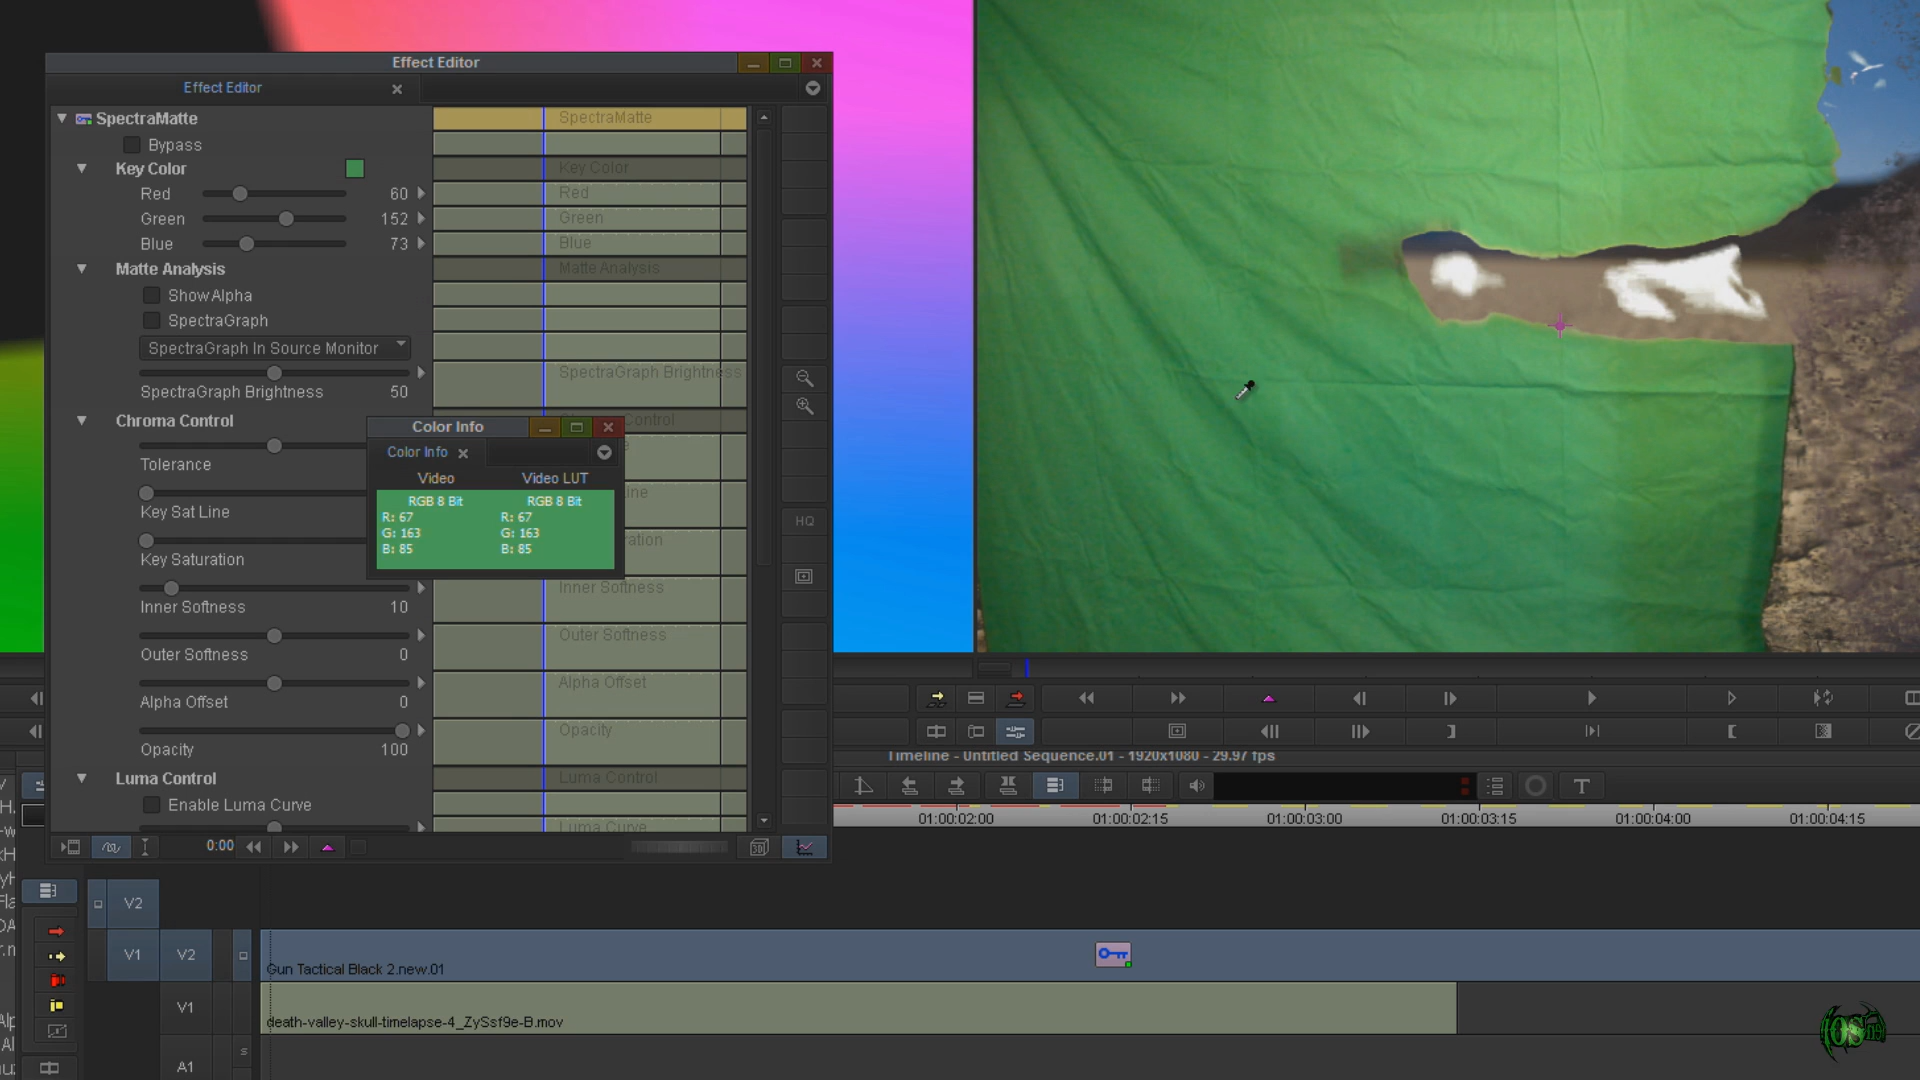 Effect Editor
Effect Editor
SpectraMatte
SpectraMatte
Bypass
Key Color
Key Color
Red
60
Red
Green
152
Green
Blue
73
Blue
Matte Analysis
Matte Analysis
Show Alpha
SpectraGraph
SpectraGraph In Source Monitor
SpectraGraph Brightness
SpectraGraph Brightness
50
Chroma Control
Control
Tolerance
Key Sat Line
Line
Key Saturation
ration
Inner Softness
Inner Softness
10
Outer Softness
Outer Softness
0
Alpha Offset
Alpha Offset
0
Opacity
Opacity
100
Luma Control
Luma Control
Enable Luma Curve
Luma Curve
0:00
HQ
3D
Color Info
Color Info
Video
Video LUT
RGB 8 Bit
RGB 8 Bit
R: 67
R: 67
G: 163
G: 163
B: 85
B: 85
Timeline - Untitled Sequence.01 - 1920x1080 - 29.97 fps
T
01:00:02:00
01:00:02:15
01:00:03:00
01:00:03:15
01:00:04:00
01:00:04:15
V2
V1
V2
Gun Tactical Black 2.new.01
V1
death-valley-skull-timelapse-4_ZySsf9e-B.mov
S
A1